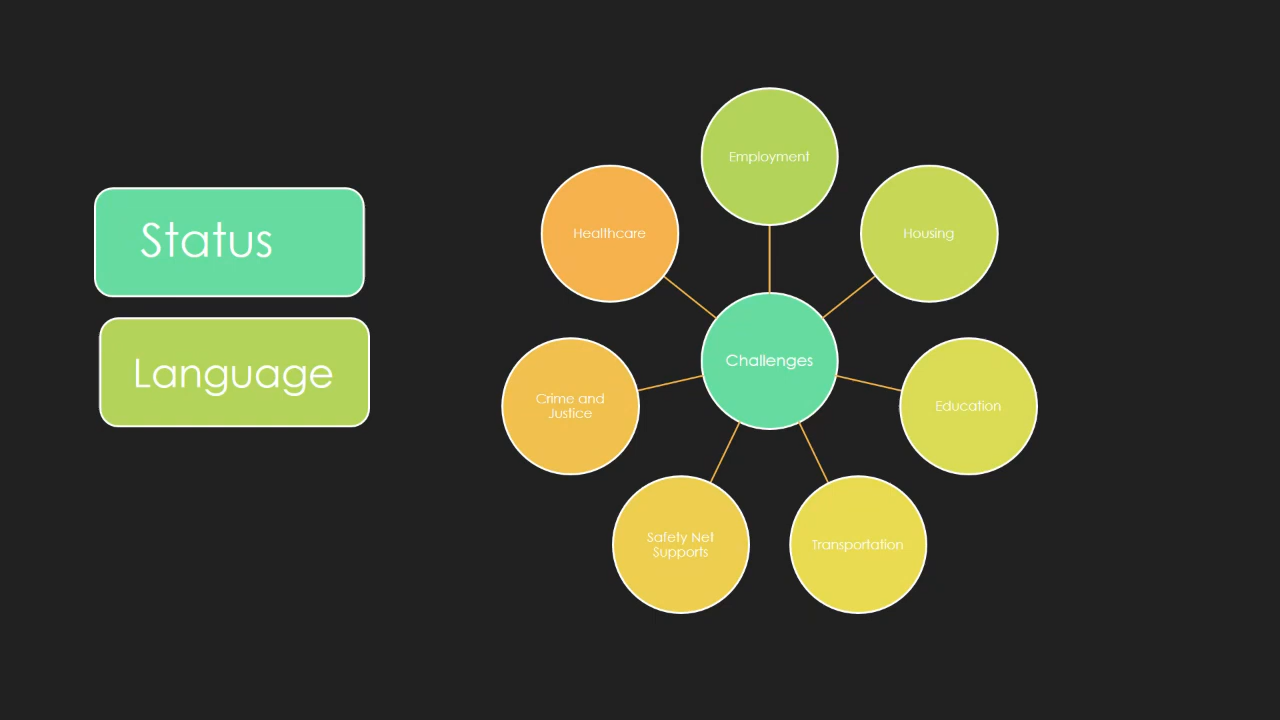 Status
Language
Employment
Healthcare
Housing
Challenges
Crime and
Justice
Education
Safety Net
Supports
Transportation